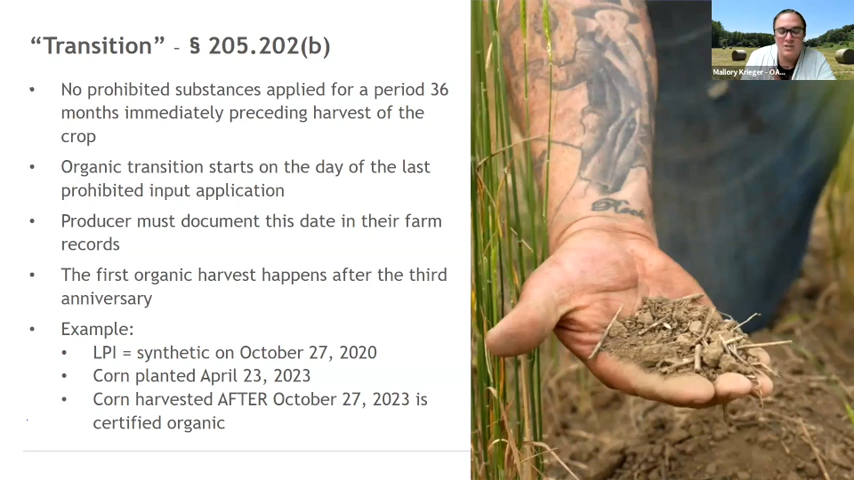 “Transition” - § 205.202(b)
• No prohibited substances applied for a period 36
months immediately preceding harvest of the
crop
• Organic transition starts on the day of the last
prohibited input application
• Producer must document this date in their farm
records
• The first organic harvest happens after the third
anniversary
• Example:
• LPI = synthetic on October 27, 2020
• Corn planted April 23, 2023
• Corn harvested AFTER October 27, 2023 is
certified organic
Mallory Krieger - OA...